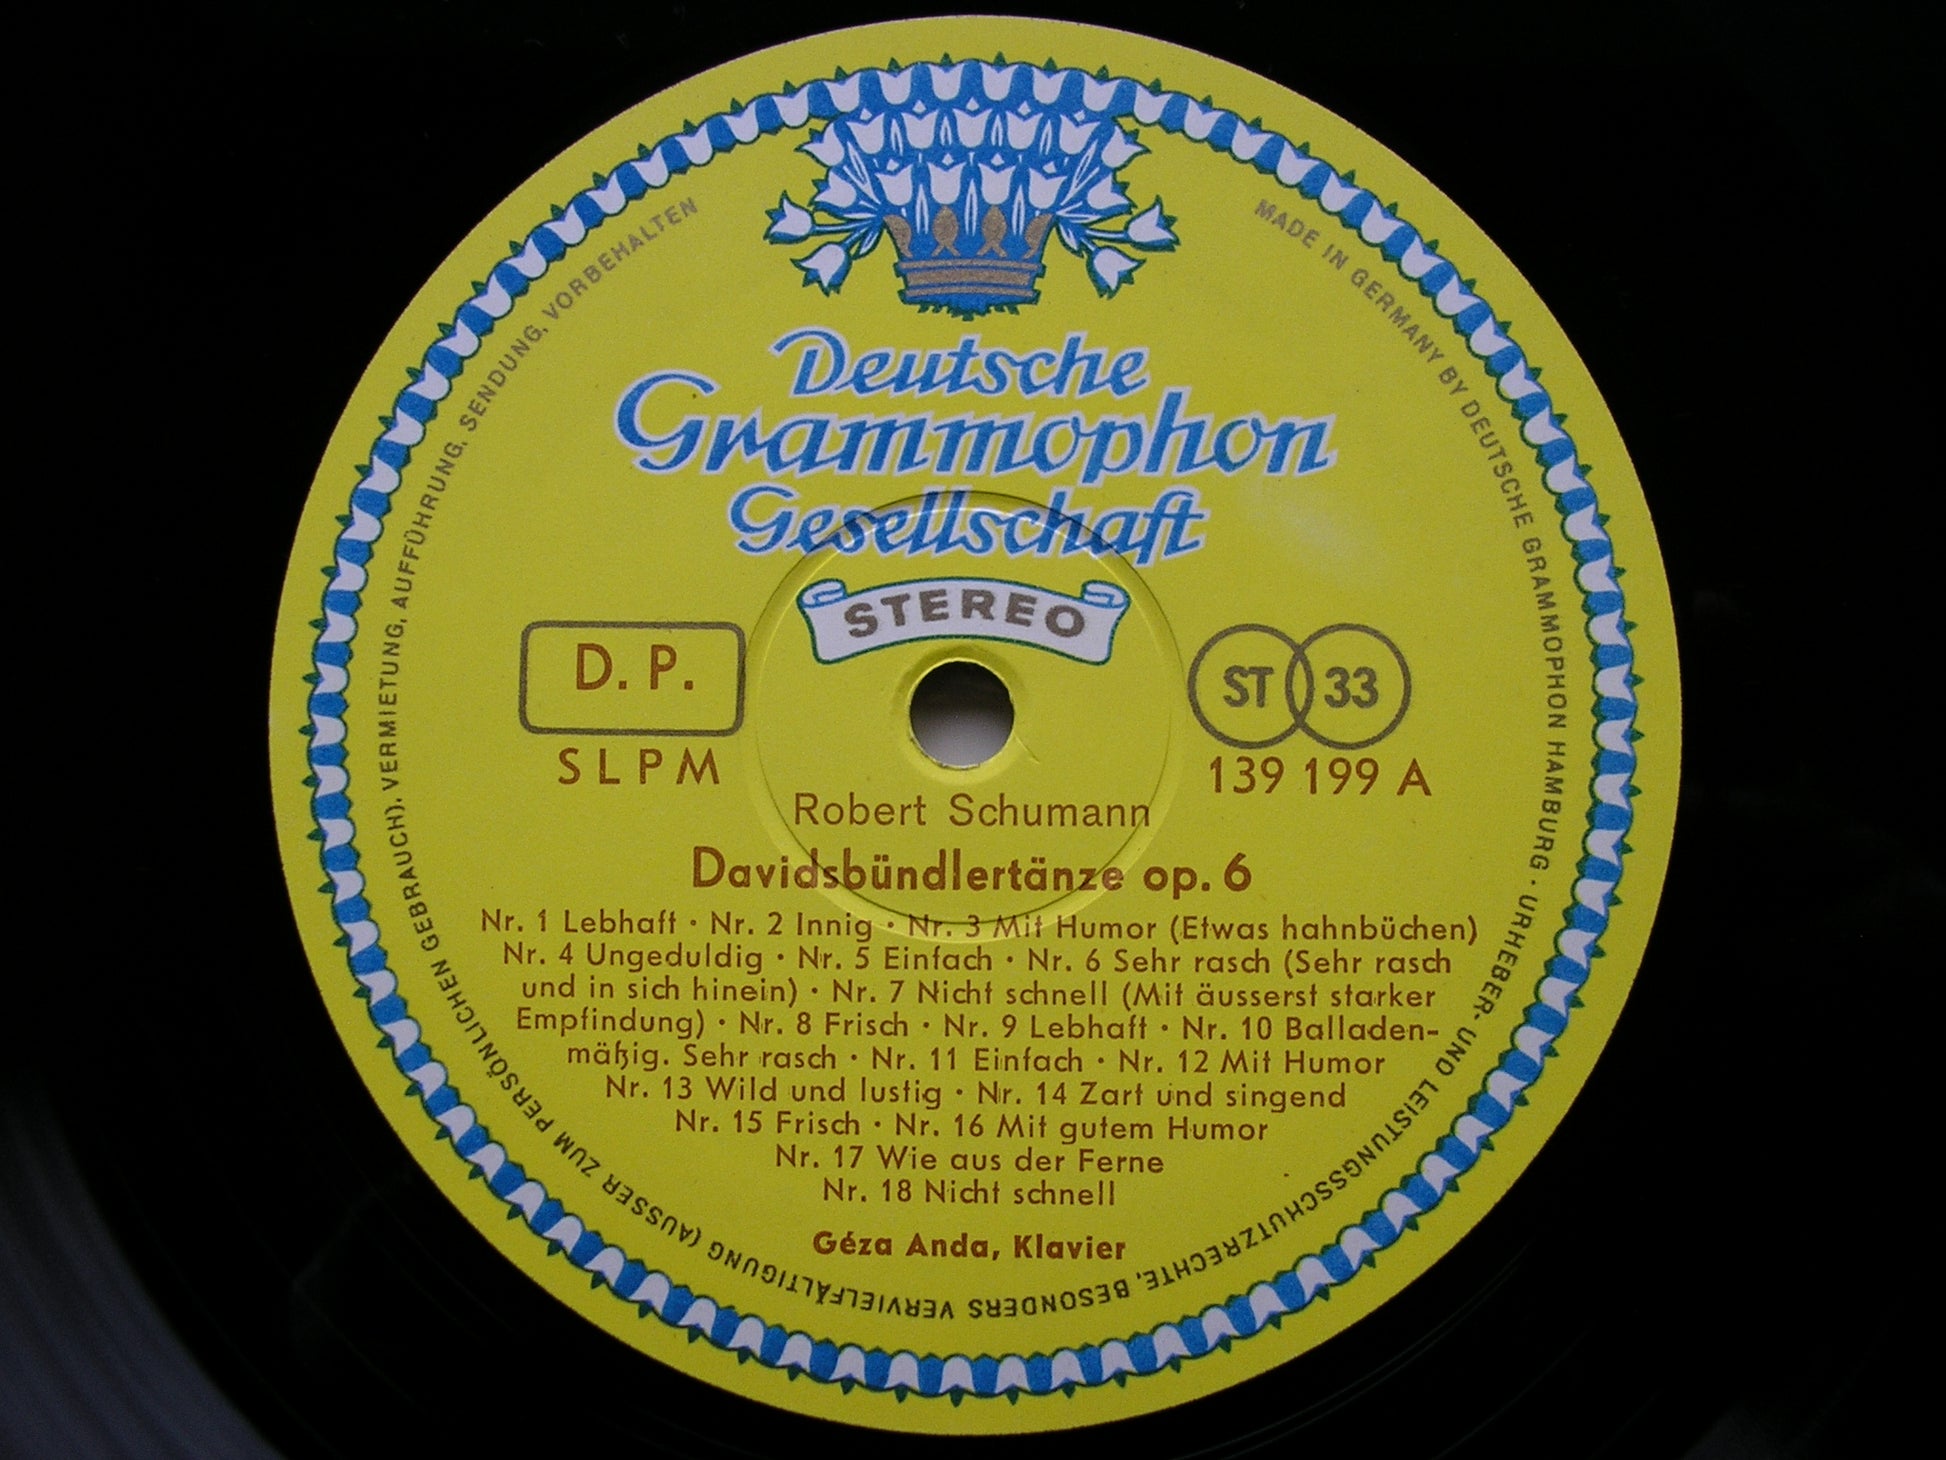 Deutsche
Grammophon
Gesellschaft
STEREO
D. P.
SLPM
ST 33
139 199 A
Robert Schumann
Davidsbündlertänze op. 6
Nr. 1 Lebhaft · Nr. 2 Innig · Nr. 3 Mit Humor (Etwas hahnbüchen)
Nr. 4 Ungeduldig · Nr. 5 Einfach · Nr. 6 Sehr rasch (Sehr rasch
und in sich hinein) · Nr. 7 Nicht schnell (Mit äusserst starker
Empfindung) · Nr. 8 Frisch · Nr. 9 Lebhaft · Nr. 10 Balladen-
mäßig. Sehr rasch · Nr. 11 Einfach · Nr. 12 Mit Humor
Nr. 13 Wild und lustig · Nr. 14 Zart und singend
Nr. 15 Frisch · Nr. 16 Mit gutem Humor
Nr. 17 Wie aus der Ferne
Nr. 18 Nicht schnell
Géza Anda, Klavier
MADE IN GERMANY BY DEUTSCHE GRAMMOPHON HAMBURG · URHEBER- UND LEISTUNGSSCHUTZRECHTE, BESONDERS VERVIELFÄLTIGUNG (AUSSER ZUM PERSÖNLICHEN GEBRAUCH), VERMIETUNG, AUFFÜHRUNG, SENDUNG, VORBEHALTEN